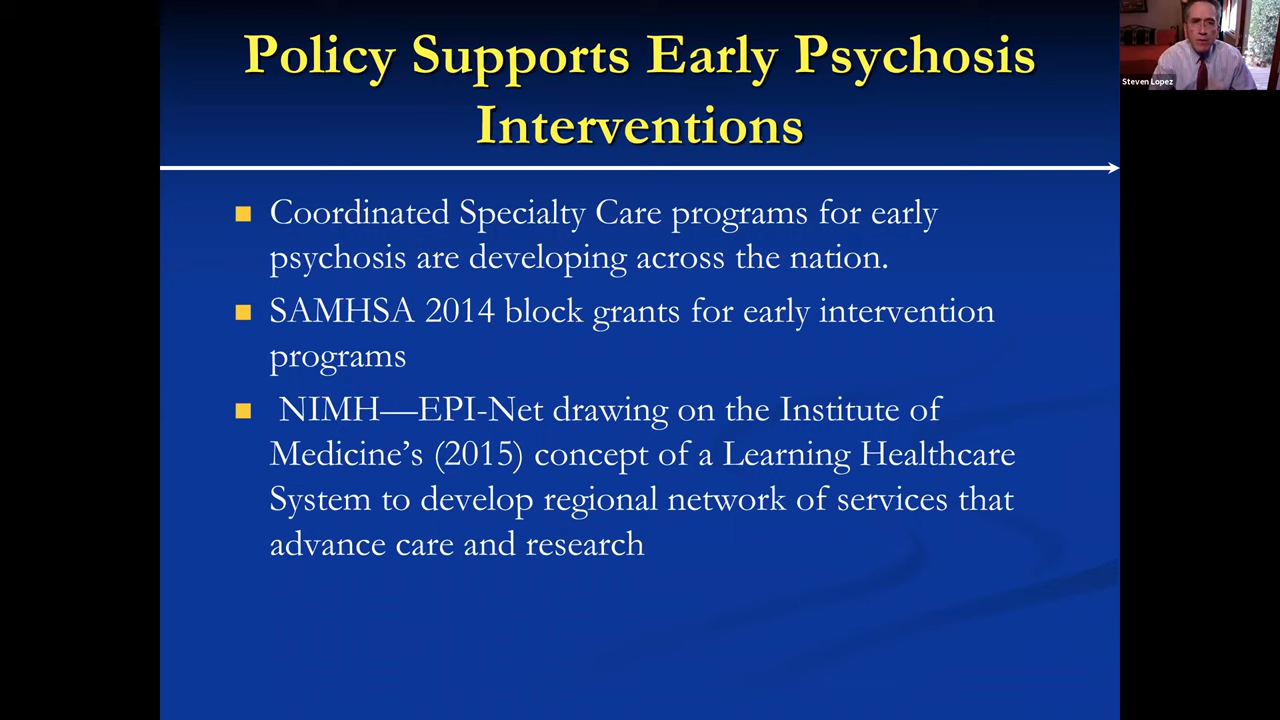 Policy Supports Early Psychosis
Interventions
Steven Lopez
Coordinated Specialty Care programs for early
psychosis are developing across the nation.
SAMHSA 2014 block grants for early intervention
programs
NIMH—EPI-Net drawing on the Institute of
Medicine’s (2015) concept of a Learning Healthcare
System to develop regional network of services that
advance care and research